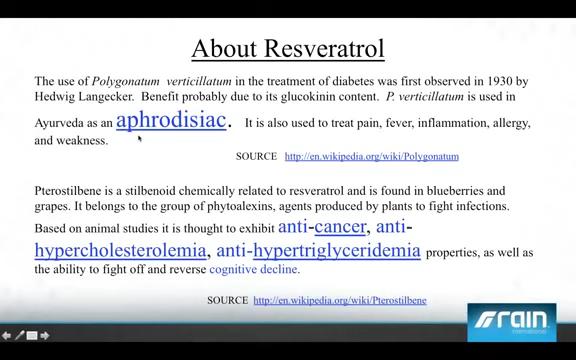 About Resveratrol
The use of Polygonatum verticillatum in the treatment of diabetes was first observed in 1930 by
Hedwig Langecker. Benefit probably due to its glucokinin content. P. verticillatum is used in
Ayurveda as an aphrodisiac. It is also used to treat pain, fever, inflammation, allergy,
and weakness.
SOURCE http://en.wikipedia.org/wiki/Polygonatum
Pterostilbene is a stilbenoid chemically related to resveratrol and is found in blueberries and
grapes. It belongs to the group of phytoalexins, agents produced by plants to fight infections.
Based on animal studies it is thought to exhibit anti-cancer, anti-
hypercholesterolemia, anti-hypertriglyceridemia properties, as well as
the ability to fight off and reverse cognitive decline.
SOURCE http://en.wikipedia.org/wiki/Pterostilbene
rain
international